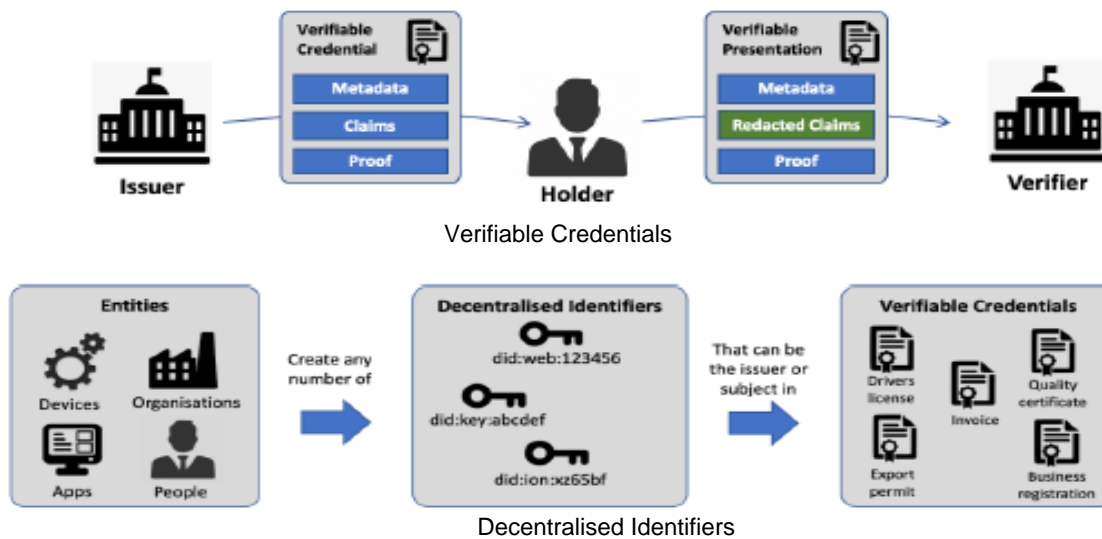 Verifiable
Credential
Metadata
Claims
Proof
Issuer
Holder
Verifiable
Presentation
Metadata
Redacted Claims
Proof
Verifier
Verifiable Credentials
Entities
Devices
Organisations
Apps
People
Create any
number of
Decentralised Identifiers
did:web:123456
did:key:abcdef
did:ion:xz65bf
That can be
the issuer or
subject in
Verifiable Credentials
Drivers
license
Invoice
Quality
certificate
Export
permit
Business
registration
Decentralised Identifiers